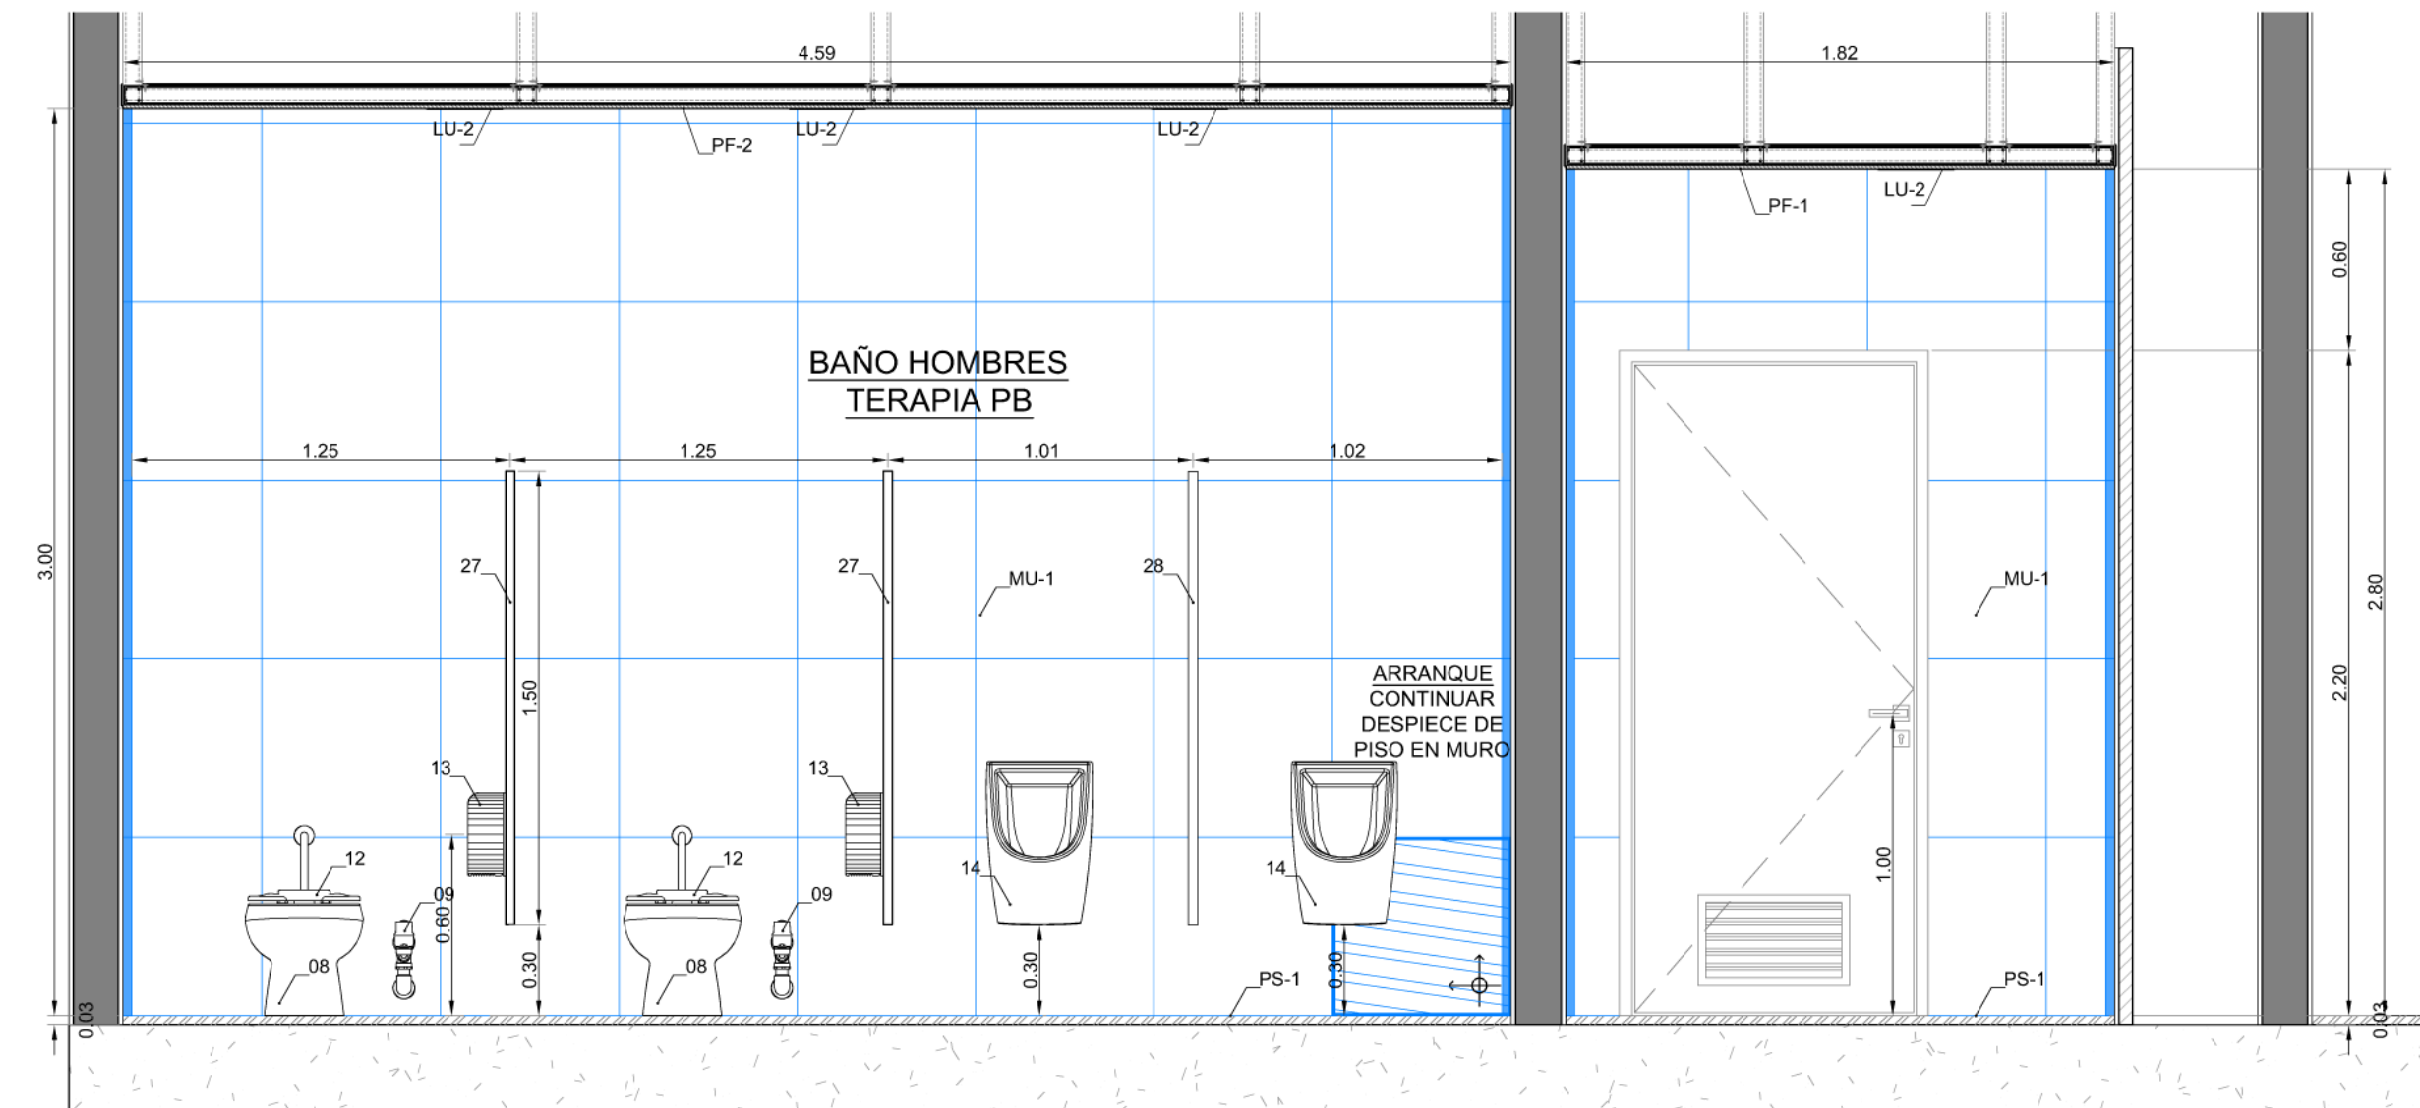 4.59
1.82
LU-2
PF-2
LU-2
LU-2
PF-1
LU-2
0.60
BAÑO HOMBRES
TERAPIA PB
1.25
1.25
1.01
1.02
3.00
27
27
MU-1
28
MU-1
2.80
2.20
1.50
ARRANQUE
CONTINUAR
DESPIECE DE
PISO EN MURO
13
13
12
12
14
14
1.00
09
09
0.60
08
08
0.30
0.30
0.30
PS-1
PS-1
0.03
0.03